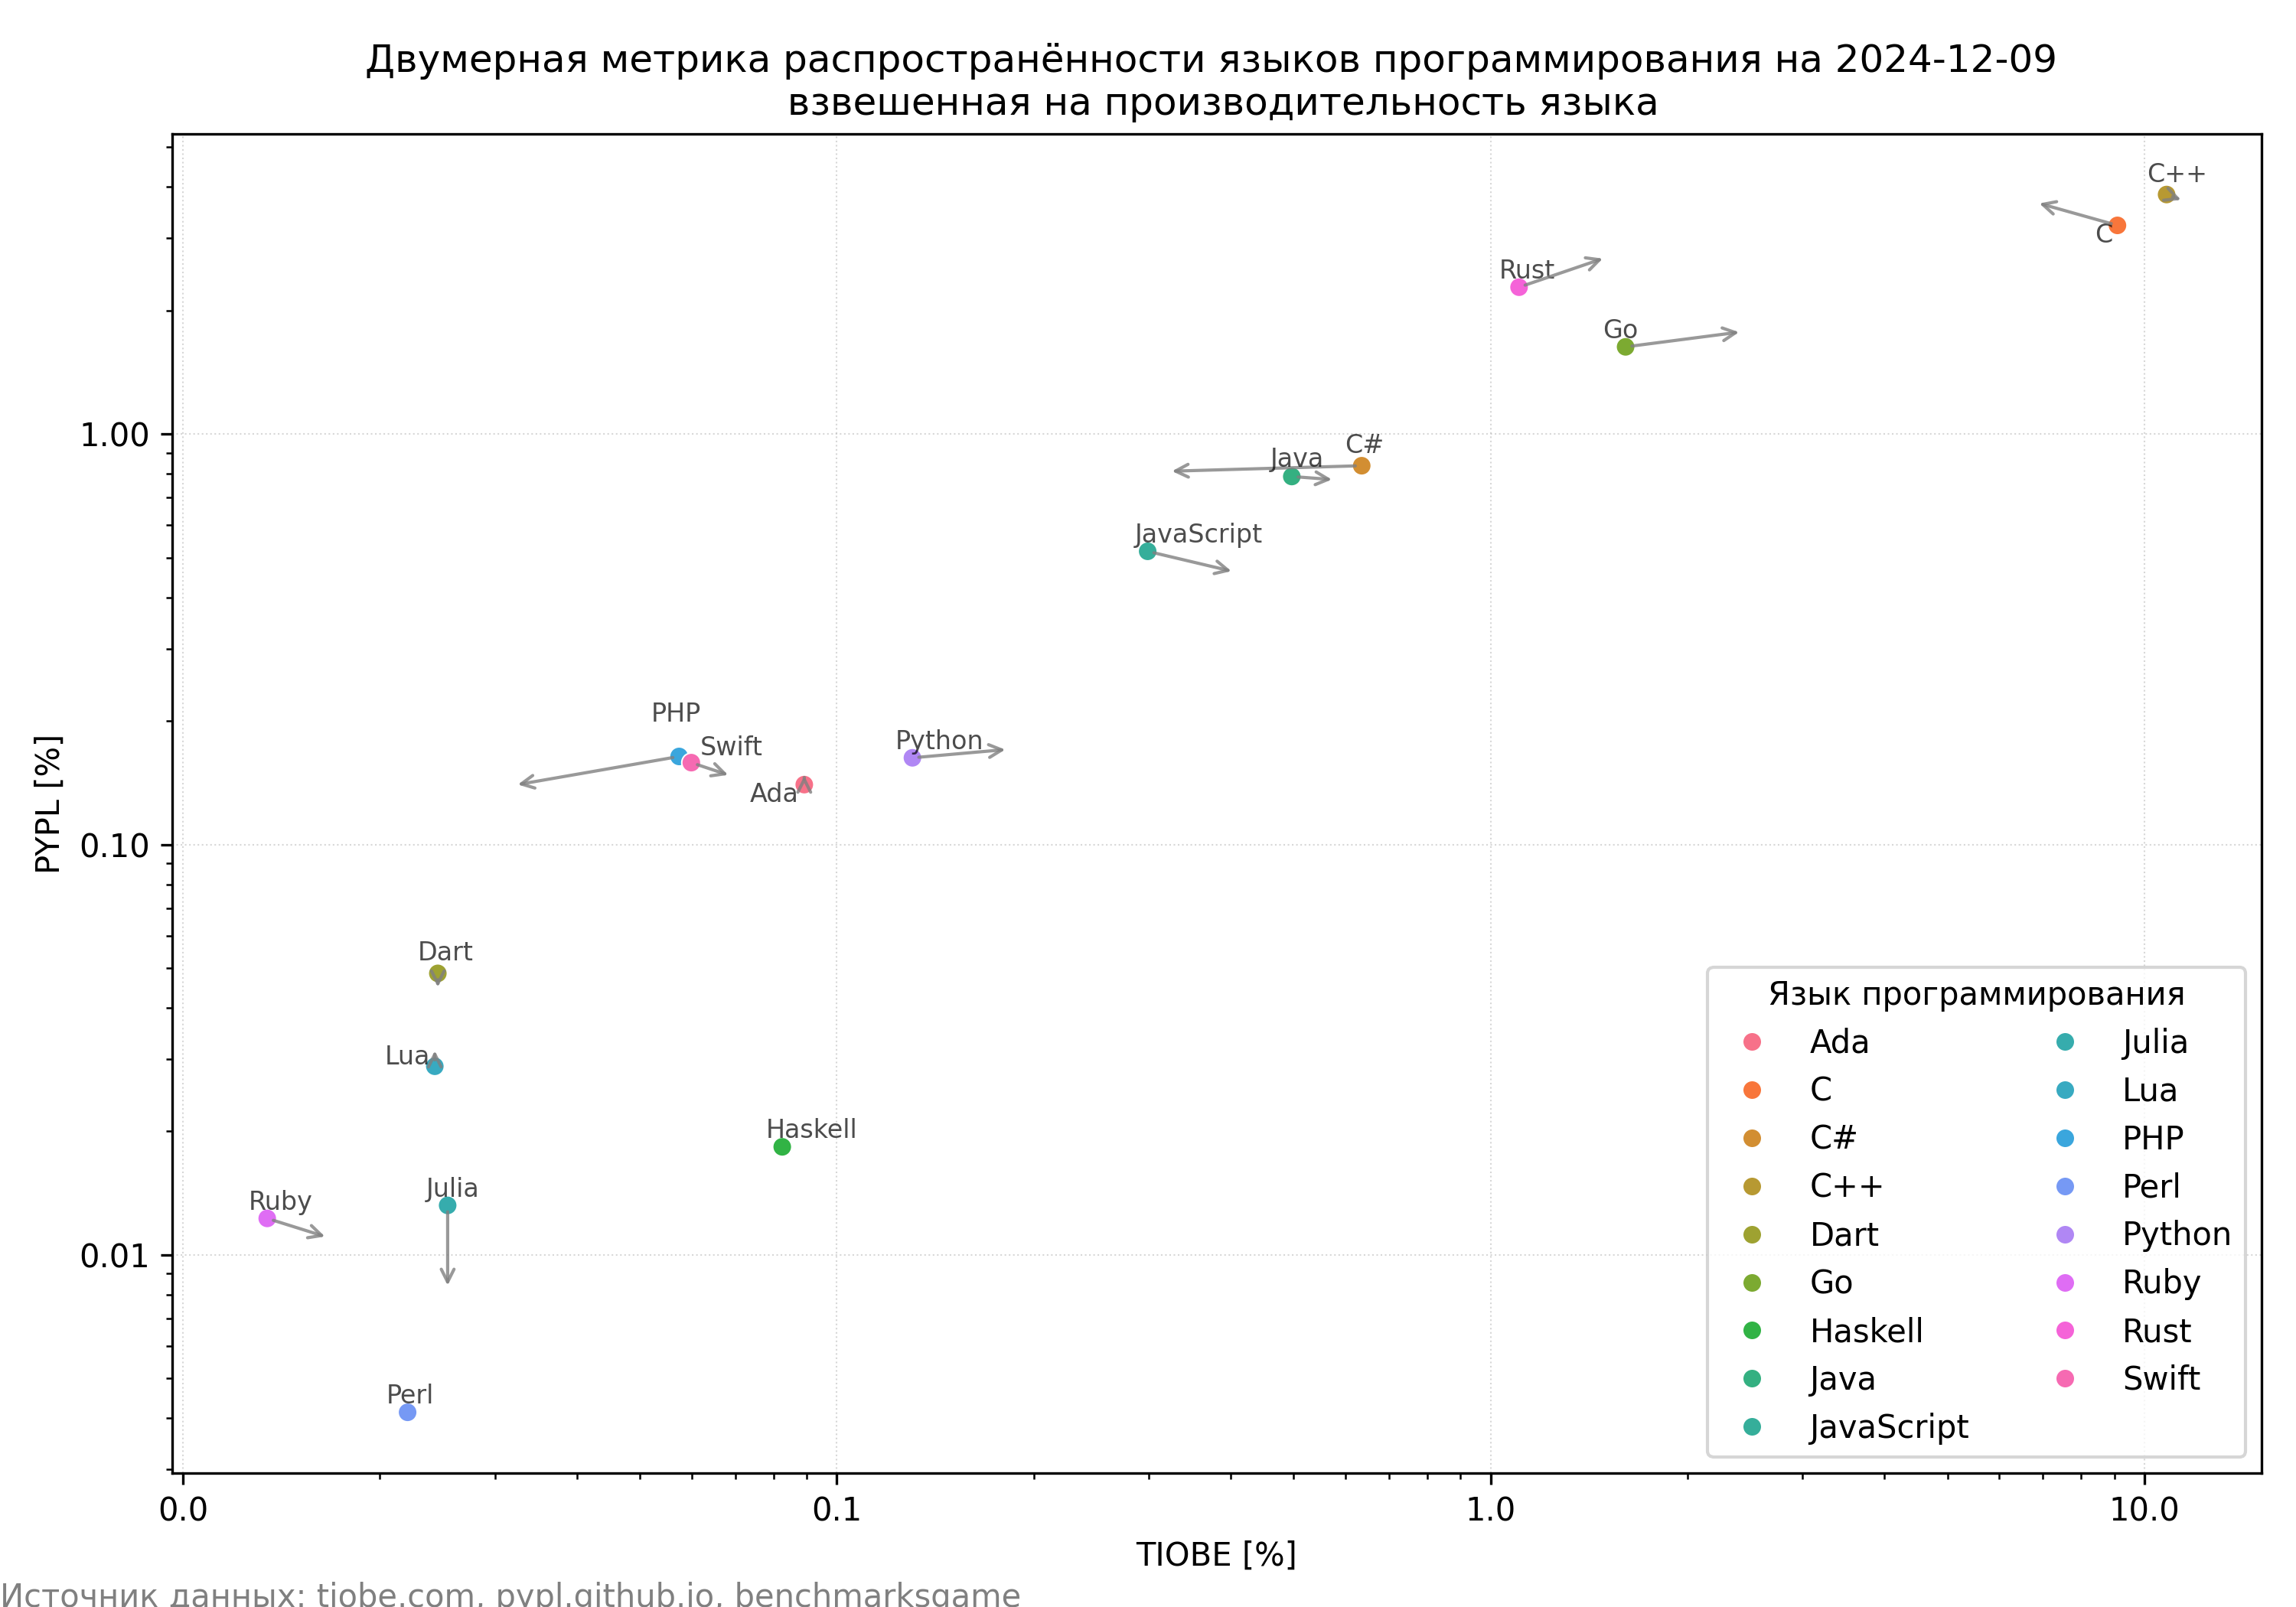 Двумерная метрика распространённости языков программирования на 2024-12-09
взвешенная на производительность языка
C++
C
Rust
Go
1.00
C#
Java
JavaScript
PHP
Swift
Python
Ada
PYPL [%]
0.10
Dart
Lua
Haskell
Julia
Ruby
0.01
Perl
Язык программирования
Ada
C
C#
C++
Dart
Go
Haskell
Java
JavaScript
Julia
Lua
PHP
Perl
Python
Ruby
Rust
Swift
0.0 0.1 1.0 10.0
TIOBE [%]
Источник данных: tiobe.com, pypl.github.io, benchmarksgame